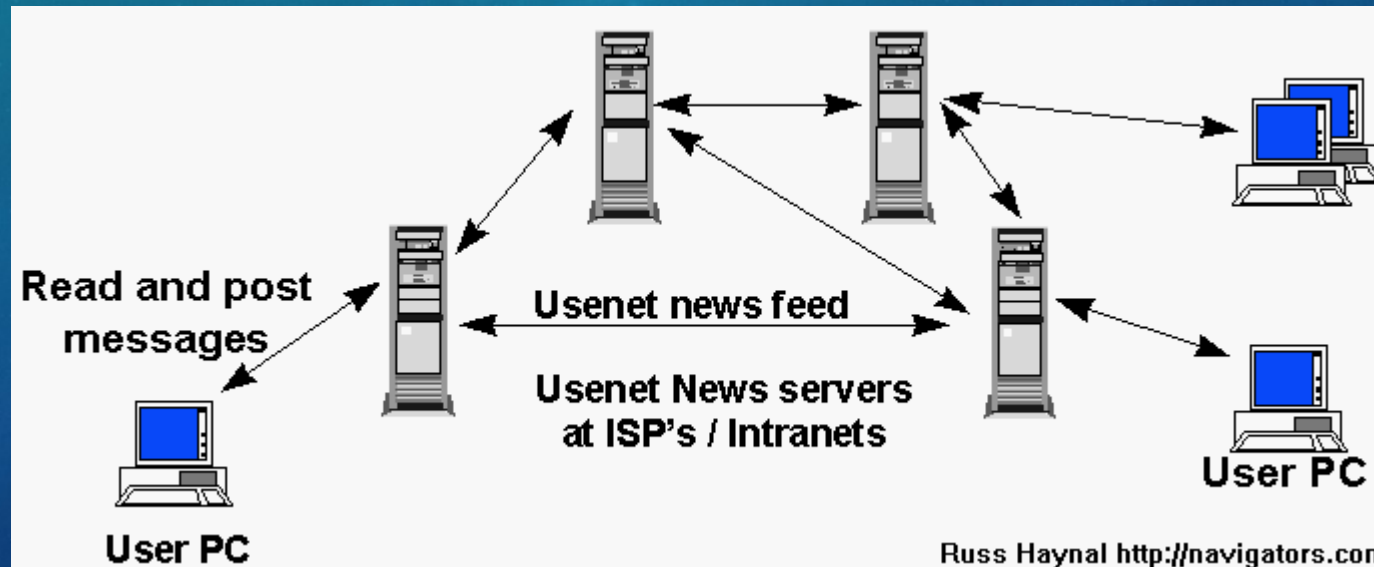 Read and post
messages
Usenet news feed
Usenet News servers
at ISP's / Intranets
User PC
User PC
Russ Haynal http://navigators.com